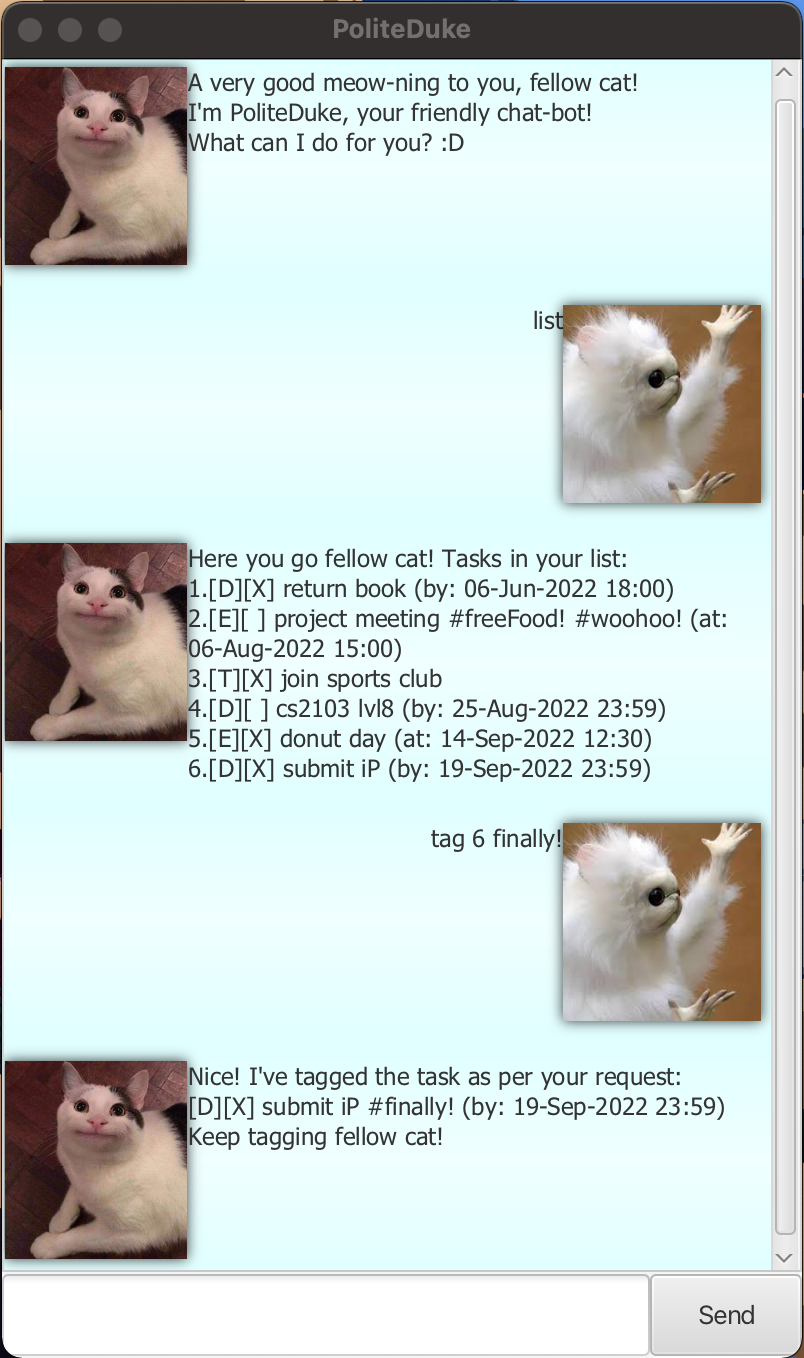 PoliteDuke
A very good meow-ning to you, fellow cat!
I'm PoliteDuke, your friendly chat-bot!
What can I do for you? :D
list
Here you go fellow cat! Tasks in your list:
1.[D][X] return book (by: 06-Jun-2022 18:00)
2.[E][ ] project meeting #freeFood! #woohoo! (at:
06-Aug-2022 15:00)
3.[T][X] join sports club
4.[D][ ] cs2103 lvl8 (by: 25-Aug-2022 23:59)
5.[E][X] donut day (at: 14-Sep-2022 12:30)
6.[D][X] submit iP (by: 19-Sep-2022 23:59)
tag 6 finally!
Nice! I've tagged the task as per your request:
[D][X] submit iP #finally! (by: 19-Sep-2022 23:59)
Keep tagging fellow cat!
Send